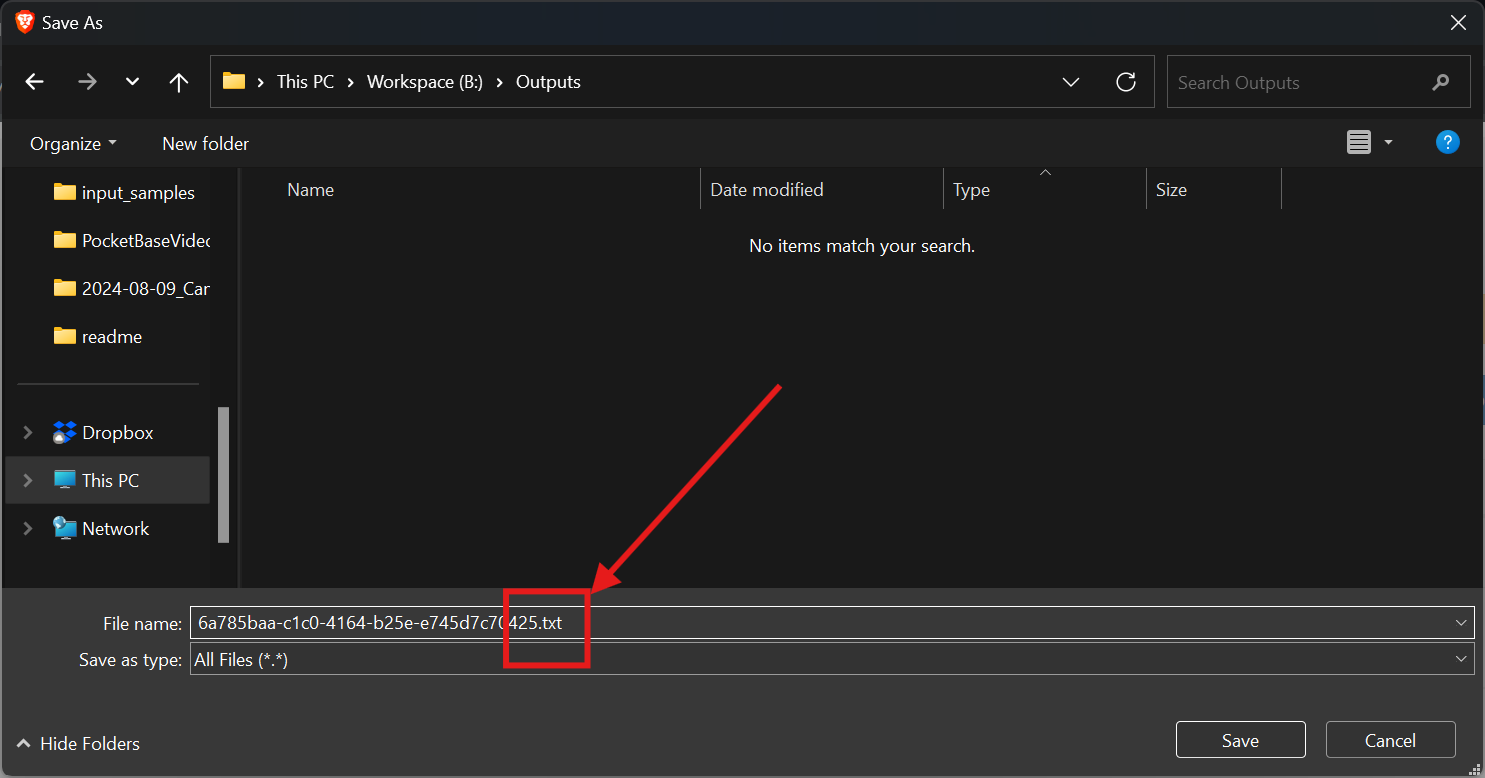 Save As
This PC > Workspace (B:) > Outputs
Search Outputs
Organize
New folder
?
input_samples
PocketBaseVideo
2024-08-09_Car
readme
Dropbox
This PC
Network
Name
Date modified
Type
Size
No items match your search.
File name: 6a785baa-c1c0-4164-b25e-e745d7c70425.txt
Save as type: All Files (*.*)
Hide Folders
Save
Cancel